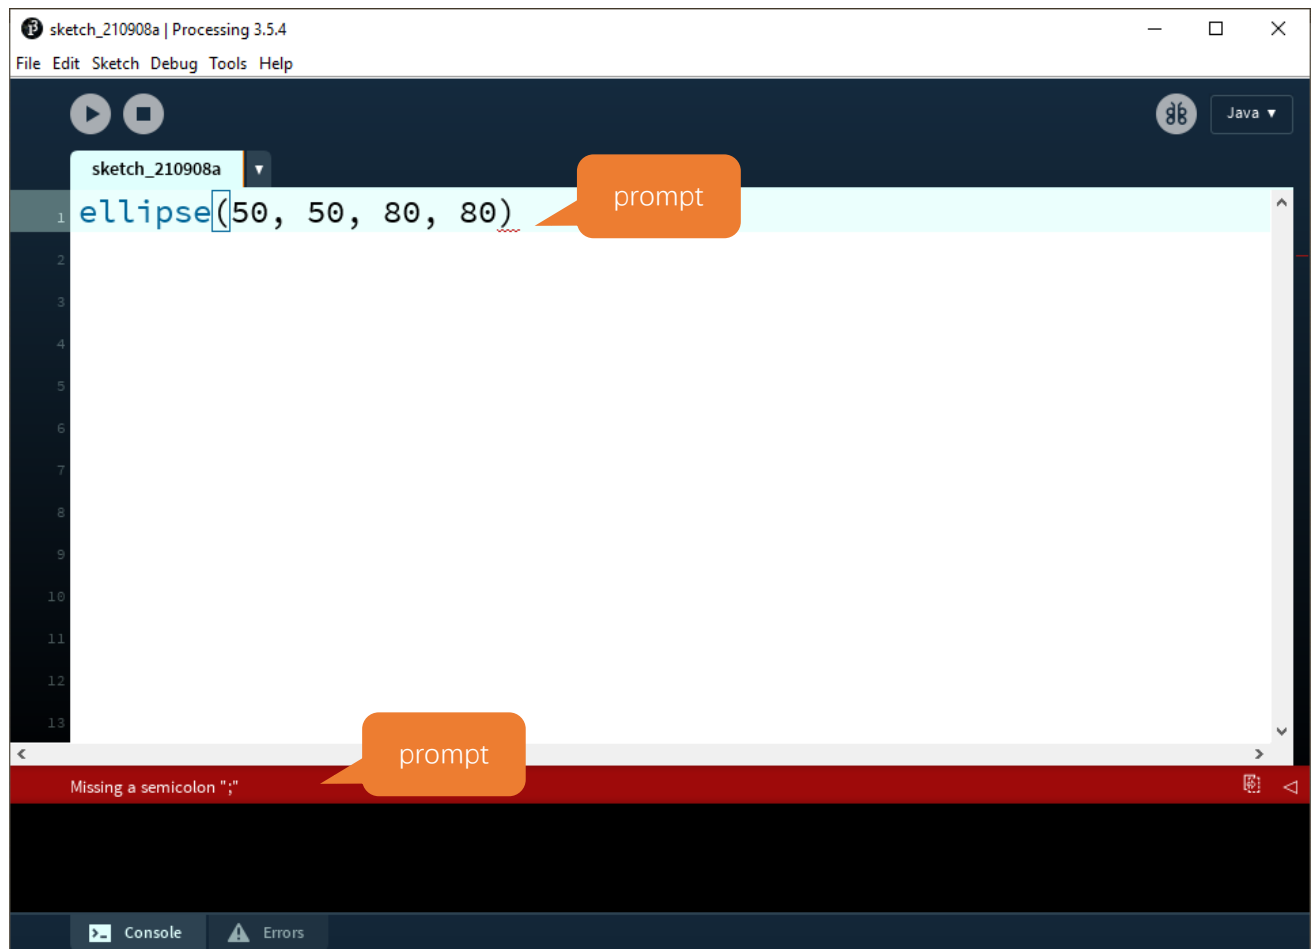 sketch_210908a | Processing 3.5.4
File Edit Sketch Debug Tools Help
Java ▼
sketch_210908a ▼
prompt
1 ellipse(50, 50, 80, 80)
2
3
4
5
6
7
8
9
10
11
12
13
prompt
Missing a semicolon ";"
Console Errors